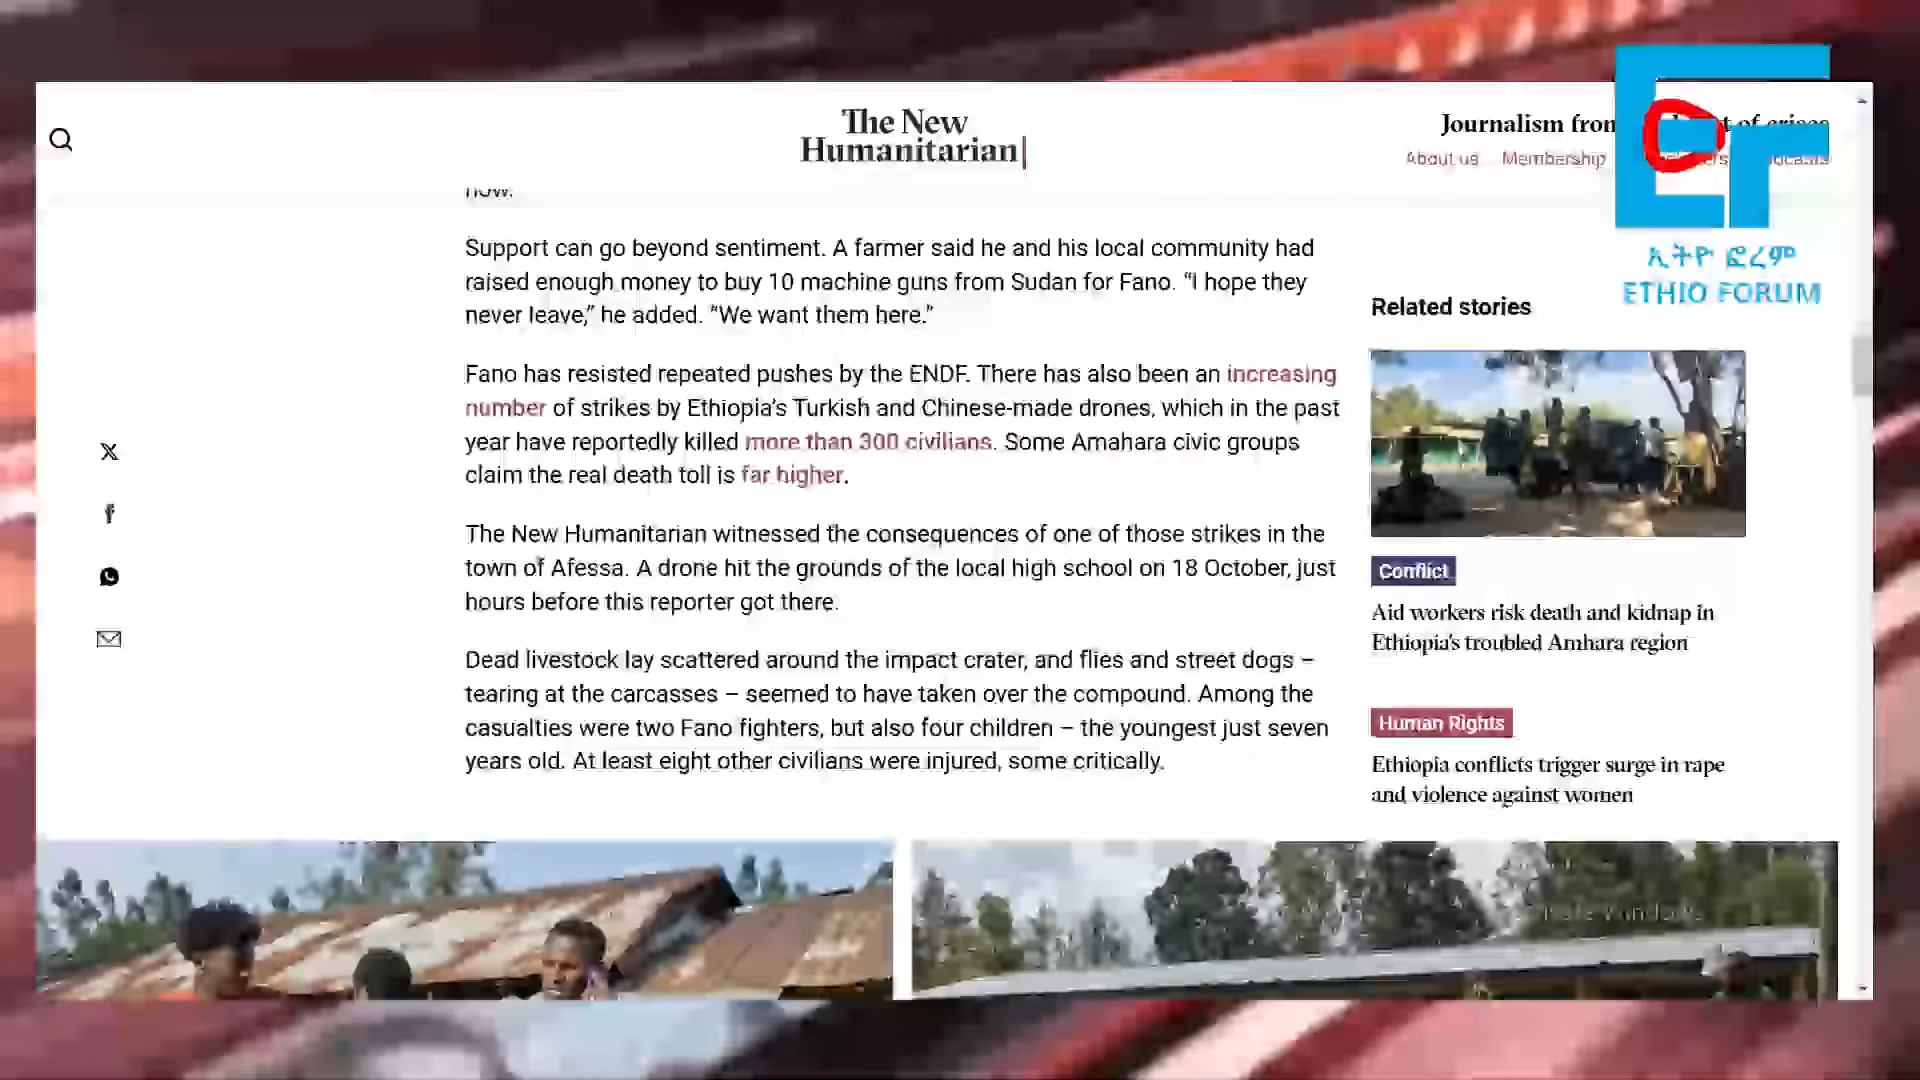 The New
Humanitarian
Journalism from
of crises
About us
Membership
ኢትዮ ፎረም
ETHIO FORUM
now.
Support can go beyond sentiment. A farmer said he and his local community had
raised enough money to buy 10 machine guns from Sudan for Fano. “I hope they
never leave,” he added. “We want them here.”
Fano has resisted repeated pushes by the ENDF. There has also been an increasing
number of strikes by Ethiopia’s Turkish and Chinese-made drones, which in the past
year have reportedly killed more than 300 civilians. Some Amahara civic groups
claim the real death toll is far higher.
The New Humanitarian witnessed the consequences of one of those strikes in the
town of Afessa. A drone hit the grounds of the local high school on 18 October, just
hours before this reporter got there.
Dead livestock lay scattered around the impact crater, and flies and street dogs –
tearing at the carcasses – seemed to have taken over the compound. Among the
casualties were two Fano fighters, but also four children – the youngest just seven
years old. At least eight other civilians were injured, some critically.
Related stories
Conflict
Aid workers risk death and kidnap in
Ethiopia’s troubled Amhara region
Human Rights
Ethiopia conflicts trigger surge in rape
and violence against women